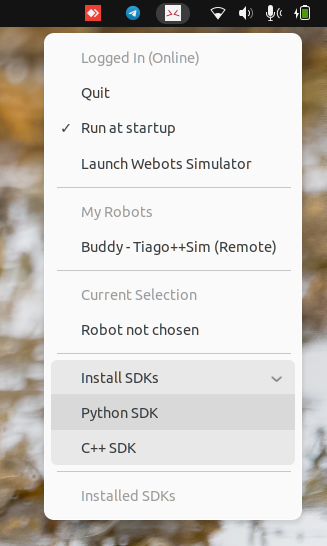 Logged In (Online)
Quit
✓ Run at startup
Launch Webots Simulator
My Robots
Buddy - Tiago++Sim (Remote)
Current Selection
Robot not chosen
Install SDKs
Python SDK
C++ SDK
Installed SDKs